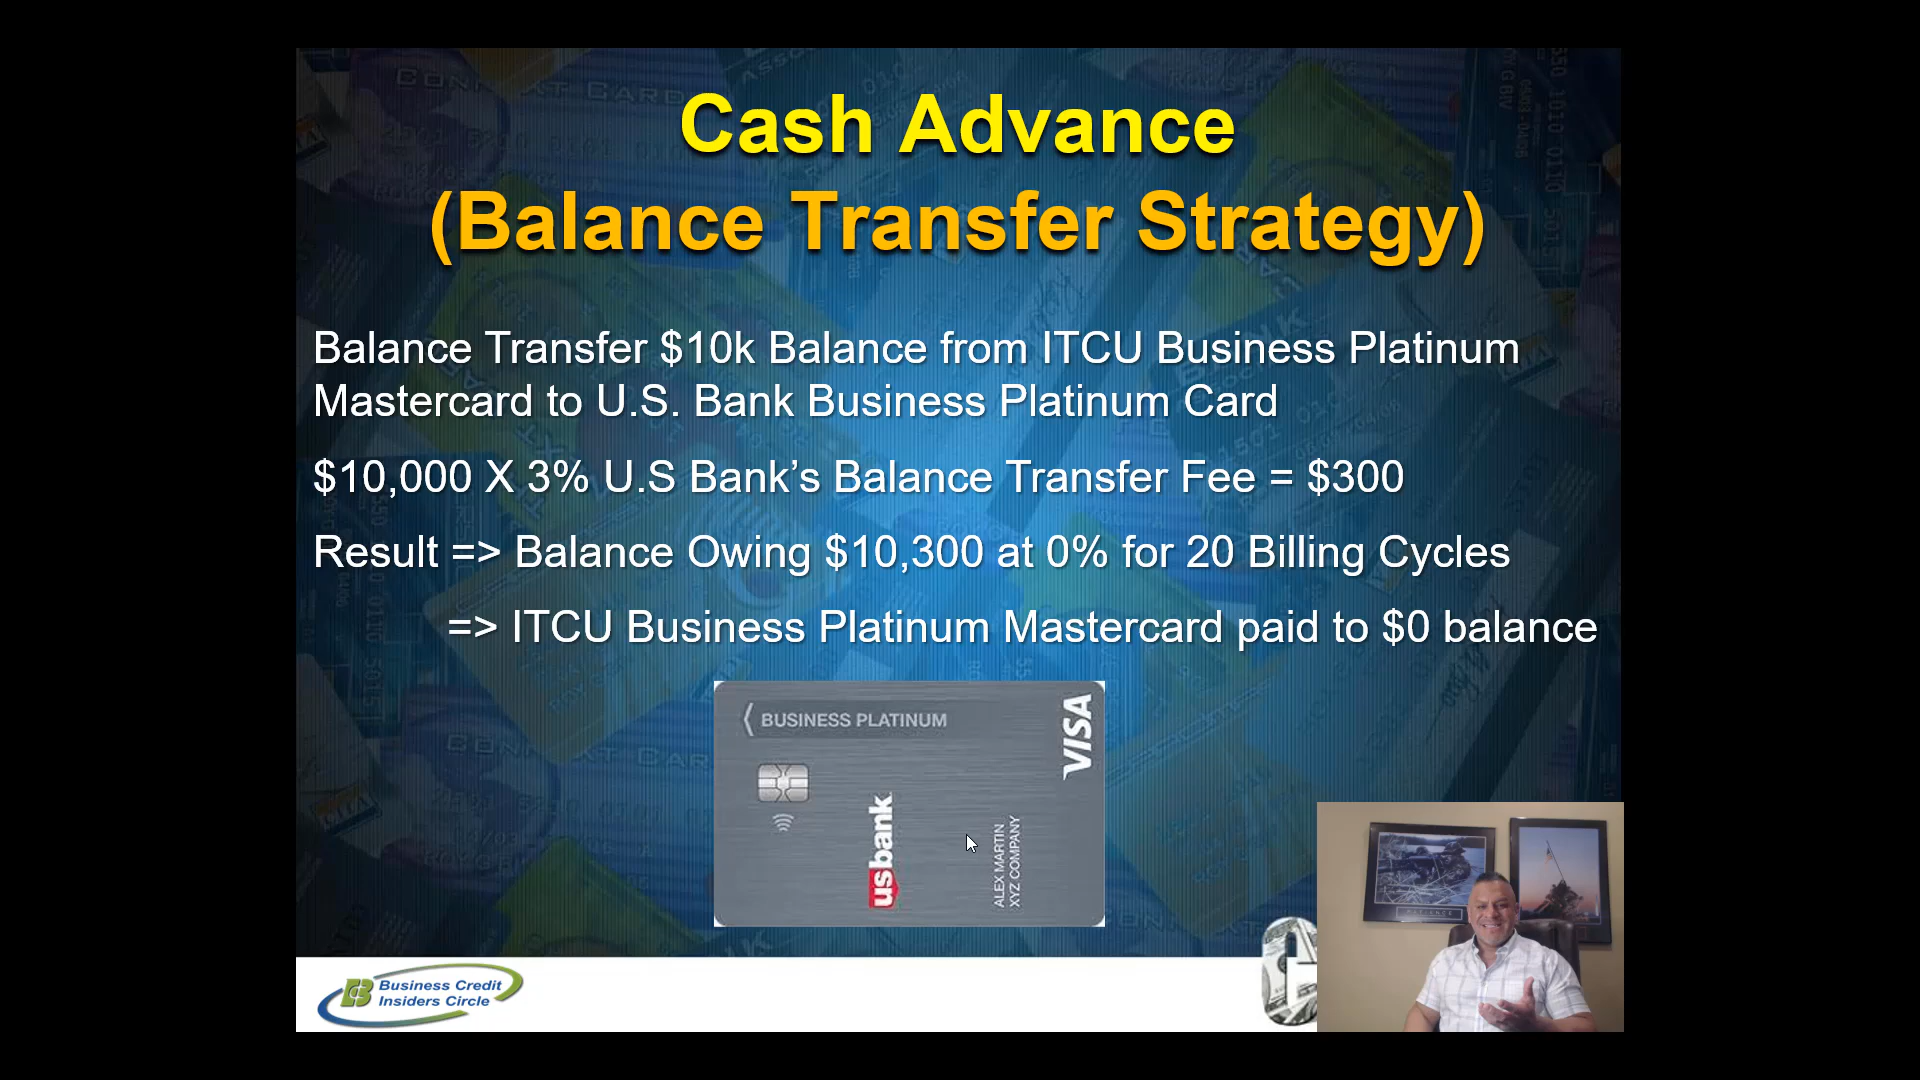 Cash Advance
(Balance Transfer Strategy)
Balance Transfer $10k Balance from ITCU Business Platinum
Mastercard to U.S. Bank Business Platinum Card
$10,000 X 3% U.S Bank’s Balance Transfer Fee = $300
Result => Balance Owing $10,300 at 0% for 20 Billing Cycles
=> ITCU Business Platinum Mastercard paid to $0 balance
BUSINESS PLATINUM
VISA
usbank
ALEX MARTIN
XYZ COMPANY
Business Credit
Insiders Circle